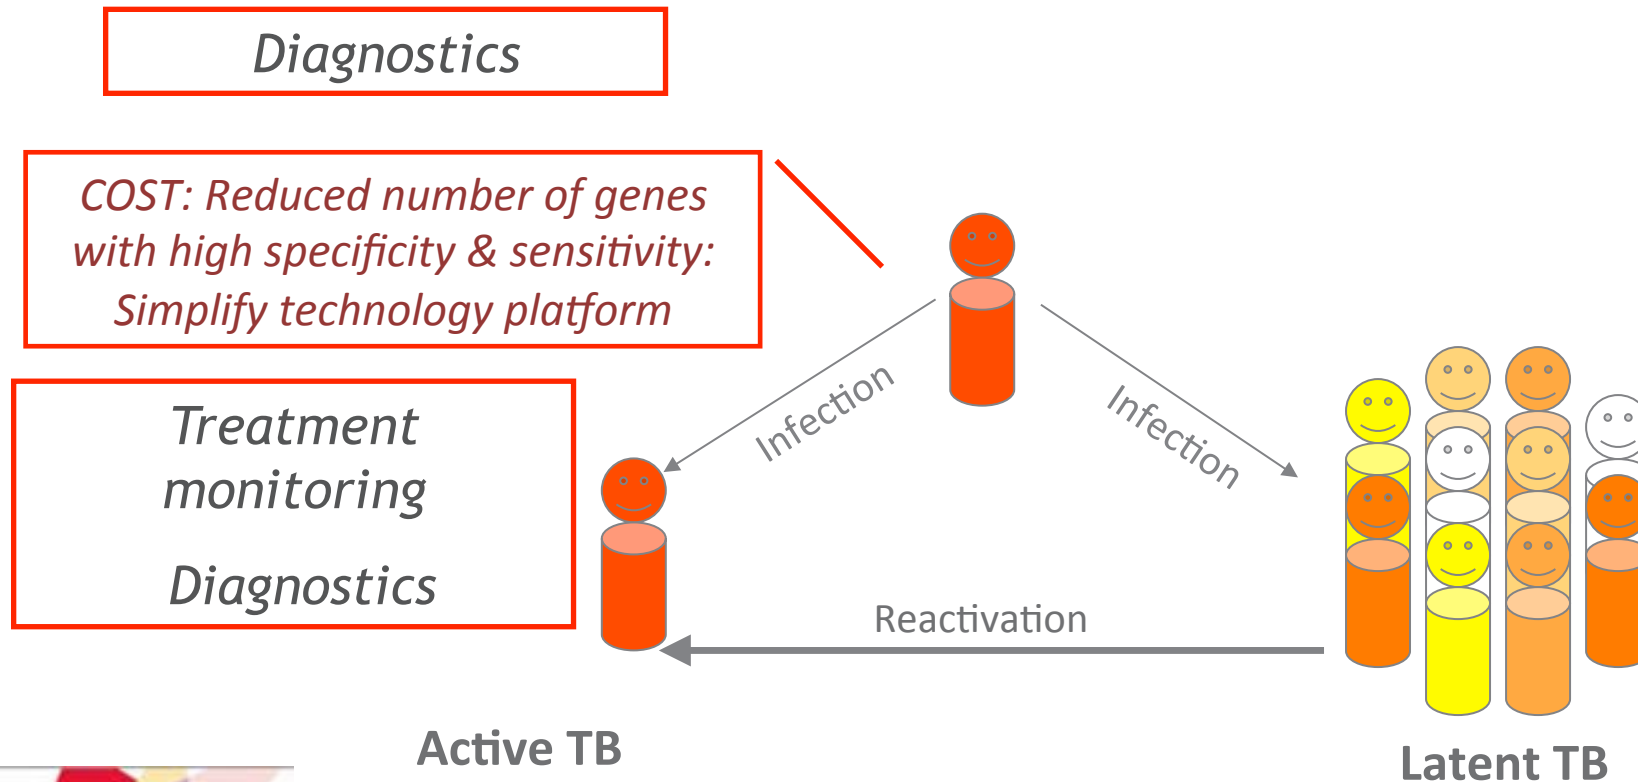 Diagnostics
COST: Reduced number of genes
with high specificity & sensitivity:
Simplify technology platform
Treatment
monitoring
Diagnostics
Infection
Infection
Reactivation
Active TB
Latent TB